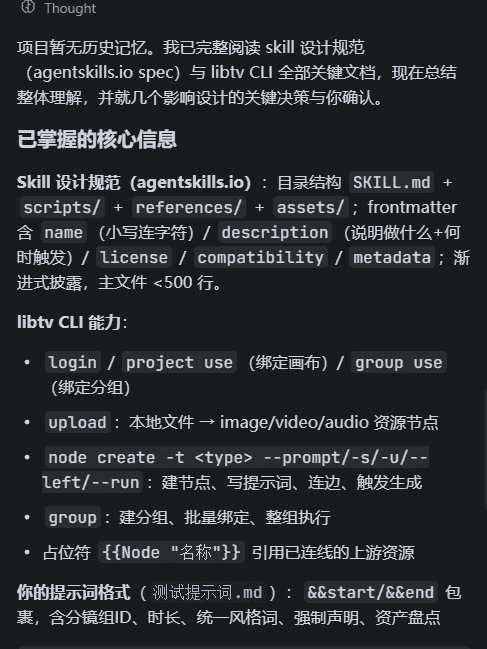 Thought
项目暂无历史记忆。我已完整阅读 skill 设计规范
（agentskills.io spec）与 libtv CLI 全部关键文档，现在总结
整体理解，并就几个影响设计的关键决策与你确认。
已掌握的核心信息
Skill 设计规范（agentskills.io）：目录结构 SKILL.md +
scripts/ + references/ + assets/；frontmatter
含 name（小写连字符）/ description（说明做什么+何
时触发）/ license / compatibility / metadata；渐
进式披露，主文件 <500 行。
libtv CLI 能力：
• login / project use（绑定画布）/ group use
（绑定分组）
• upload：本地文件 → image/video/audio 资源节点
• node create -t <type> --prompt/-s/-u/--
left/--run：建节点、写提示词、连边、触发生成
• group：建分组、批量绑定、整组执行
• 占位符 {{Node "名称"}} 引用已连线的上游资源
你的提示词格式（测试提示词.md）：&&start/&&end 包
裹，含分镜组ID、时长、统一风格词、强制声明、资产盘点